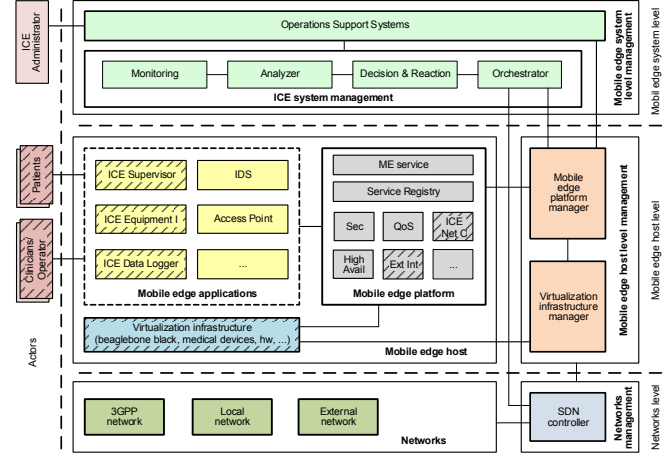 ICE
Administrator
Operations Support Systems
Monitoring
Analyzer
Decision & Reaction
Orchestrator
ICE system management
Mobile edge system
level management
Mobil edge system level
Patients
Clinicians/
Operator
Actors
ICE Supervisor
IDS
ICE Equipment I
Access Point
ICE Data Logger
...
Mobile edge applications
ME service
Service Registry
Sec
QoS
ICE
Net C
High
Avail
Ext Int
...
Mobile edge platform
Virtualization infrastructure
(beaglebone black, medical devices, hw, ...)
Mobile edge host
Mobile
edge
platform
manager
Virtualization
infrastructure
manager
Mobile edge host level management
Mobil edge host level
3GPP
network
Local
network
External
network
Networks
SDN
controller
Networks
management
Networks level